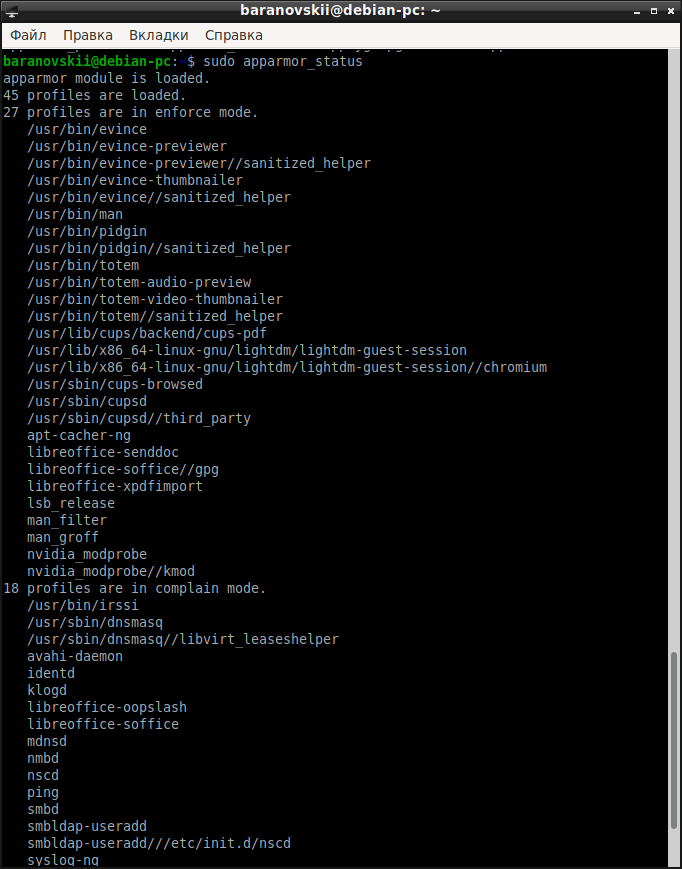 baranovskii@debian-pc: ~
Файл Правка Вкладки Справка
baranovskii@debian-pc:~$ sudo apparmor_status
apparmor module is loaded.
45 profiles are loaded.
27 profiles are in enforce mode.
/usr/bin/evince
/usr/bin/evince-previewer
/usr/bin/evince-previewer//sanitized_helper
/usr/bin/evince-thumbnailer
/usr/bin/evince//sanitized_helper
/usr/bin/man
/usr/bin/pidgin
/usr/bin/pidgin//sanitized_helper
/usr/bin/totem
/usr/bin/totem-audio-preview
/usr/bin/totem-video-thumbnailer
/usr/bin/totem//sanitized_helper
/usr/lib/cups/backend/cups-pdf
/usr/lib/x86_64-linux-gnu/lightdm/lightdm-guest-session
/usr/lib/x86_64-linux-gnu/lightdm/lightdm-guest-session//chromium
/usr/sbin/cups-browsed
/usr/sbin/cupsd
/usr/sbin/cupsd//third_party
apt-cacher-ng
libreoffice-senddoc
libreoffice-soffice//gpg
libreoffice-xpdfimport
lsb_release
man_filter
man_groff
nvidia_modprobe
nvidia_modprobe//kmod
18 profiles are in complain mode.
/usr/bin/irssi
/usr/sbin/dnsmasq
/usr/sbin/dnsmasq//libvirt_leaseshelper
avahi-daemon
identd
klogd
libreoffice-oopslash
libreoffice-soffice
mdnsd
nmbd
nscd
ping
smbd
smbldap-useradd
smbldap-useradd///etc/init.d/nscd
syslog-ng